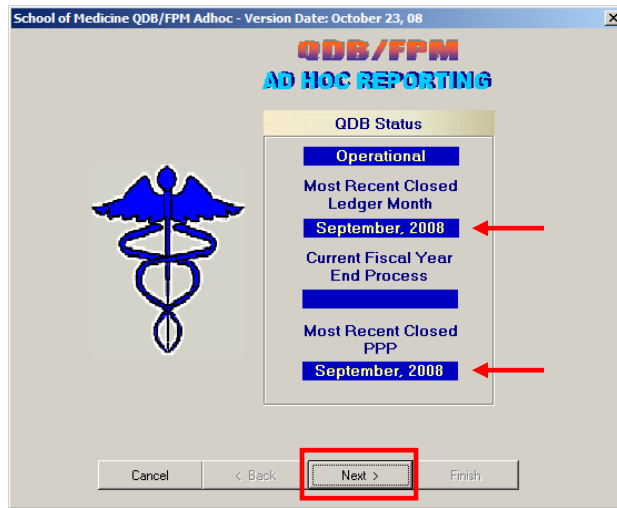 School of Medicine QDB/FPM Adhoc - Version Date: October 23, 08
QDB/FPM
AD HOC REPORTING
QDB Status
Operational
Most Recent Closed
Ledger Month
September, 2008
Current Fiscal Year
End Process
Most Recent Closed
PPP
September, 2008
Cancel < Back Next > Finish